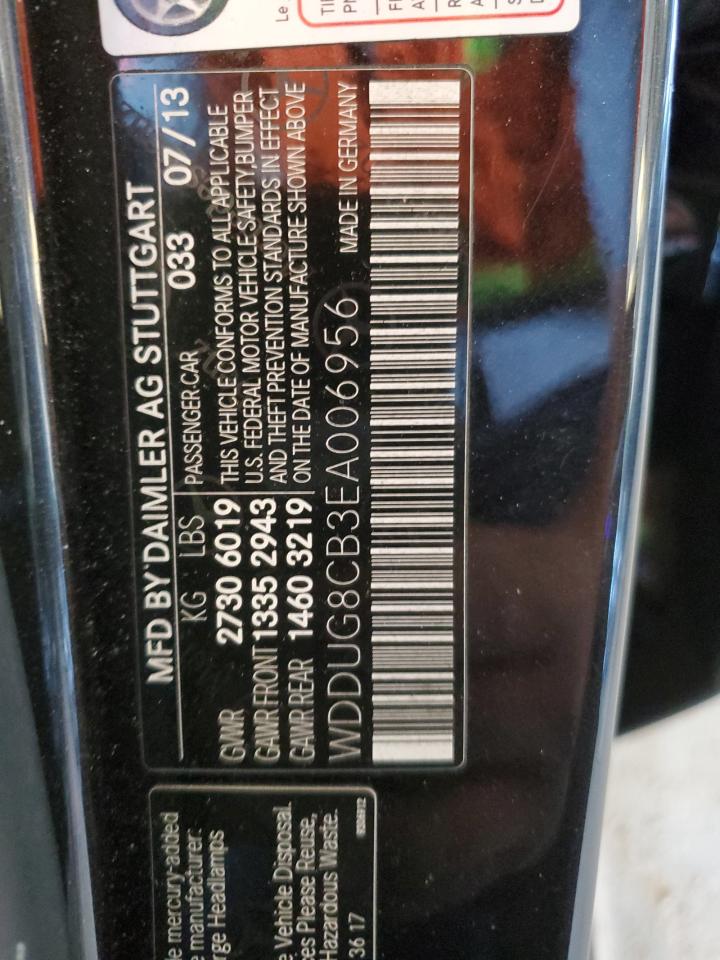 Le
MFD BY DAIMLER AG STUTTGART
KG LBS PASSENGER CAR 033 07/13
GVWR 2730 6019 THIS VEHICLE CONFORMS TO ALL APPLICABLE
GAWR FRONT 1335 2943 U.S. FEDERAL MOTOR VEHICLE SAFETY, BUMPER
GAWR REAR 1460 3219 AND THEFT PREVENTION STANDARDS IN EFFECT
ON THE DATE OF MANUFACTURE SHOWN ABOVE
WDDUG8CB3EA006956 MADE IN GERMANY
mercury-added
manufacturer:
Headlamps
Vehicle Disposal.
Please Reuse,
Hazardous Waste.
36 17